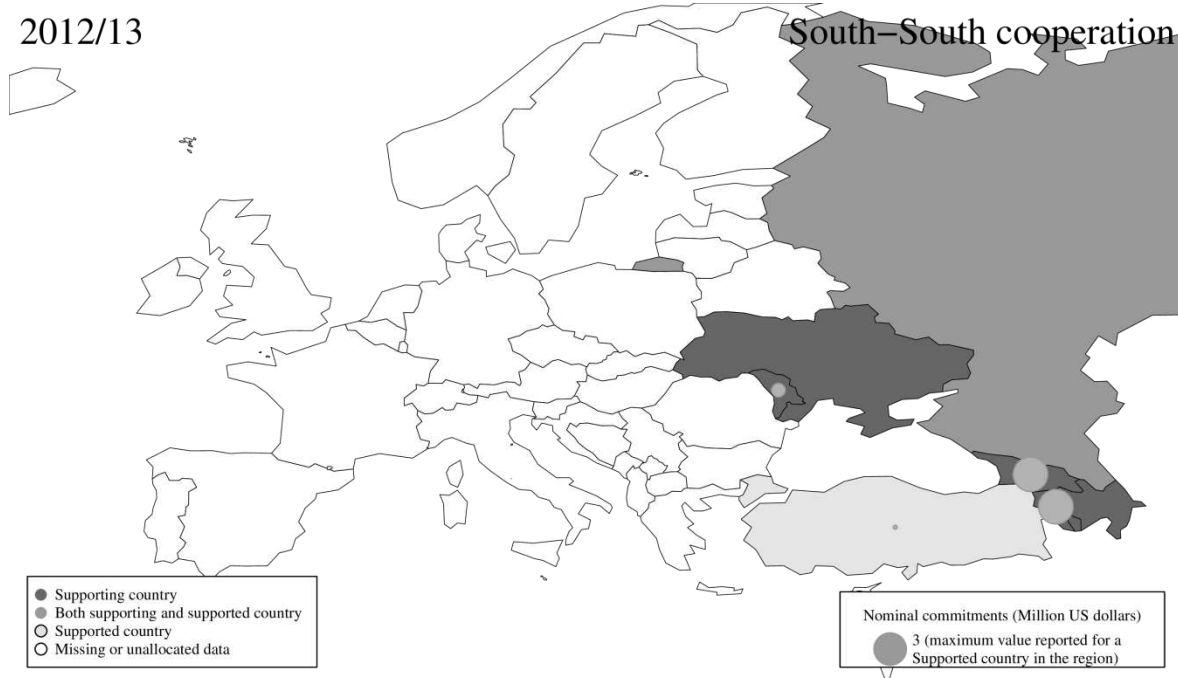 2012/13
South−South cooperation
Supporting country
Both supporting and supported country
Supported country
Missing or unallocated data
Nominal commitments (Million US dollars)
3 (maximum value reported for a
Supported country in the region)